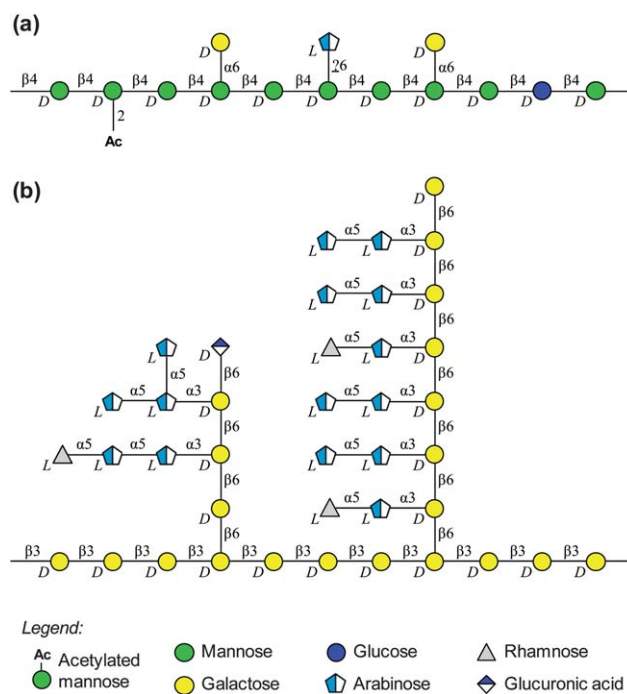 (a)
D L D
α6 26 α6
β4 β4 β4 β4 β4 β4 β4 β4 β4 β4 β4
D D D D D D D D D D D
2
Ac
(b)
D
β6
α5 α3
L L D
β6
α5 α3
L L D
β6
L D α5 α3
L L D
α5 β6 β6
α5 α3 α5 α3
L L D L L D
β6 β6
α5 α5 α3 α5 α3
L L L D L L D
β6 β6
D α5 α3
L L D
β6 β6
β3 β3 β3 β3 β3 β3 β3 β3 β3 β3 β3
D D D D D D D D D D D
Legend:
Ac Acetylated mannose
Mannose
Glucose
Rhamnose
Galactose
Arabinose
Glucuronic acid